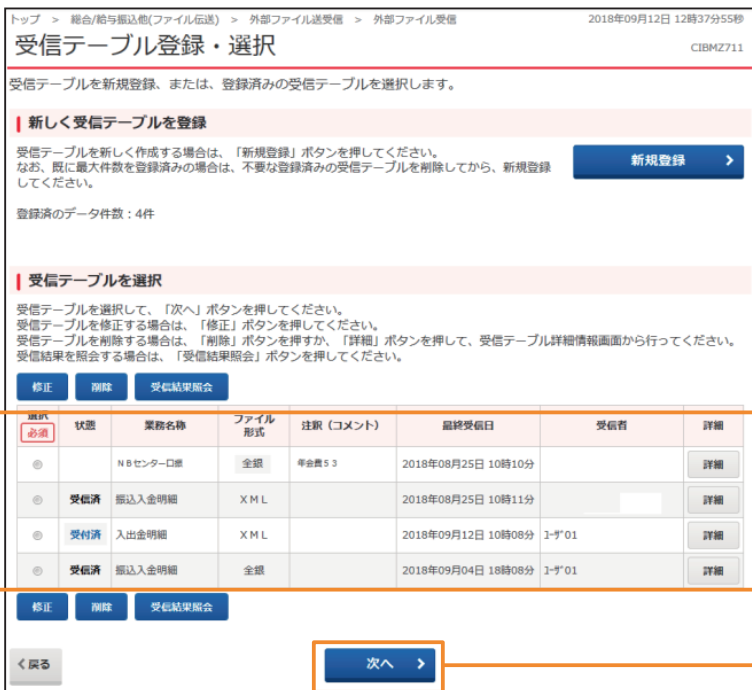 トップ > 総合/給与振込他(ファイル伝送) > 外部ファイル送受信 > 外部ファイル受信 2018年09月12日 12時37分55秒
受信テーブル登録・選択 CIBMZ711
受信テーブルを新規登録、または、登録済みの受信テーブルを選択します。
新しく受信テーブルを登録
受信テーブルを新しく作成する場合は、「新規登録」ボタンを押してください。
なお、既に最大件数を登録済みの場合は、不要な登録済みの受信テーブルを削除してから、新規登録
してください。
新規登録 >
登録済のデータ件数:4件
受信テーブルを選択
受信テーブルを選択して、「次へ」ボタンを押してください。
受信テーブルを修正する場合は、「修正」ボタンを押してください。
受信テーブルを削除する場合は、「削除」ボタンを押すか、「詳細」ボタンを押して、受信テーブル詳細情報画面から行ってください。
受信結果を照会する場合は、「受信結果照会」ボタンを押してください。
修正 削除 受信結果照会
選択 必須 状態 業務名称 ファイル形式 注釈(コメント) 最終受信日 受信者 詳細
NBセンター口振 全銀 年会費53 2018年08月25日 10時10分 詳細
受信済 振込入金明細 XML 2018年08月25日 10時11分 詳細
受付済 入出金明細 XML 2018年09月12日 10時08分 ﾕｰｻﾞ01 詳細
受信済 振込入金明細 全銀 2018年09月04日 18時08分 ﾕｰｻﾞ01 詳細
修正 削除 受信結果照会
< 戻る 次へ >